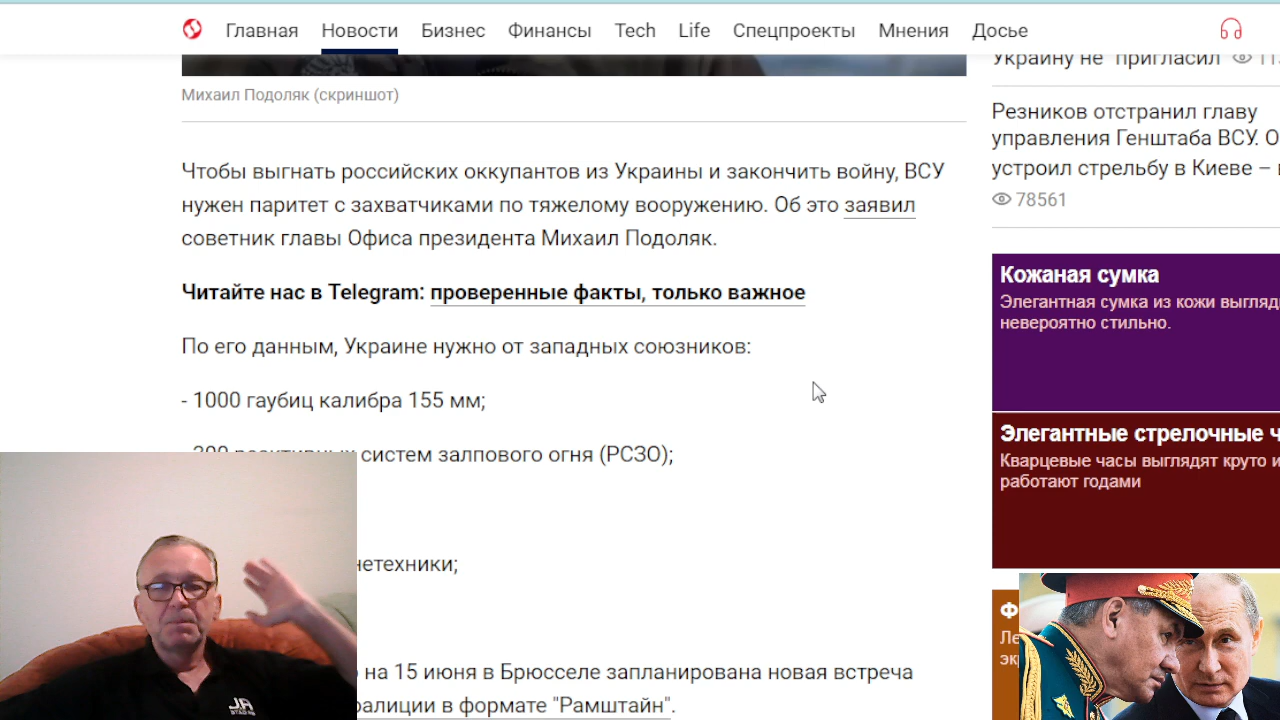 Главная Новости Бизнес Финансы Tech Life Спецпроекты Мнения Досье
Михаил Подоляк (скриншот)
Чтобы выгнать российских оккупантов из Украины и закончить войну, ВСУ
нужен паритет с захватчиками по тяжелому вооружению. Об это заявил
советник главы Офиса президента Михаил Подоляк.
Читайте нас в Telegram: проверенные факты, только важное
По его данным, Украине нужно от западных союзников:
- 1000 гаубиц калибра 155 мм;
систем залпового огня (РСЗО);
нетехники;
на 15 июня в Брюсселе запланирована новая встреча
оалиции в формате "Рамштайн".
Украину не "пригласил
Резников отстранил главу
управления Генштаба ВСУ. О
устроил стрельбу в Киеве –
78561
Кожаная сумка
Элегантная сумка из кожи выгляд
невероятно стильно.
Элегантные стрелочные ч
Кварцевые часы выглядят круто и
работают годами
Ф
Ле
эк
JA